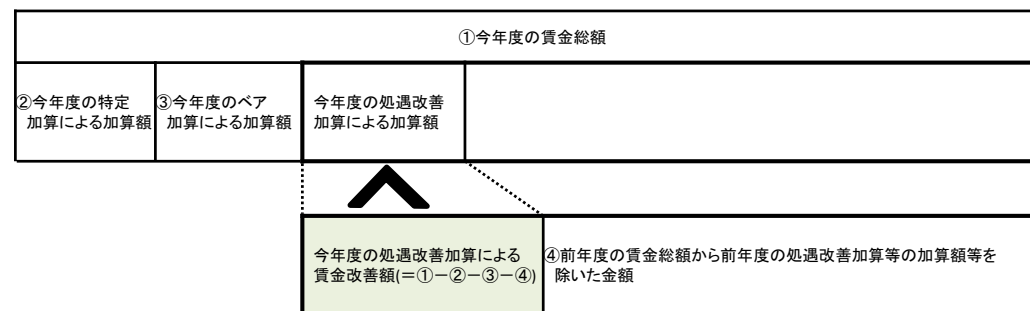 ①今年度の賃金総額
②今年度の特定
加算による加算額
③今年度のベア
加算による加算額
今年度の処遇改善
加算による加算額
今年度の処遇改善加算による
賃金改善額(=①－②－③－④)
④前年度の賃金総額から前年度の処遇改善加算等の加算額等を
除いた金額